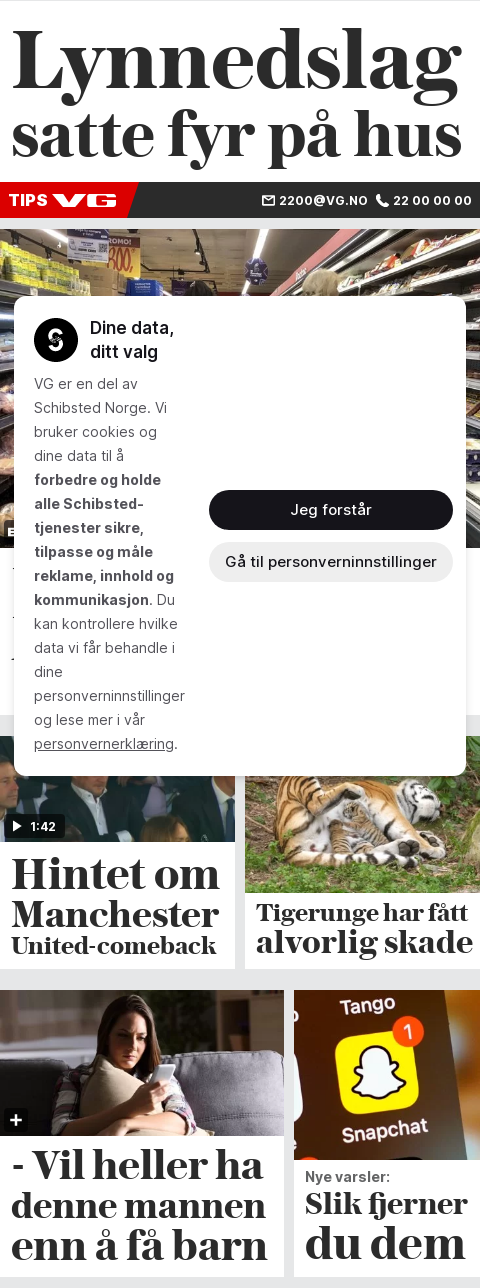 Lynnedslag
satte fyr på hus
TIPS VG
2200@VG.NO
22 00 00 00
300
Dine data,
ditt valg
VG er en del av
Schibsted Norge. Vi
bruker cookies og
dine data til å
forbedre og holde
alle Schibsted-
tjenester sikre,
tilpasse og måle
reklame, innhold og
kommunikasjon. Du
kan kontrollere hvilke
data vi får behandle i
dine
personverninnstillinger
og lese mer i vår
personvernerklæring.
Jeg forstår
Gå til personverninnstillinger
1:42
Hintet om
Manchester
United-comeback
Tigerunge har fått
alvorlig skade
- Vil heller ha
denne mannen
enn å få barn
Tango
1
Snapchat
Nye varsler:
Slik fjerner
du dem